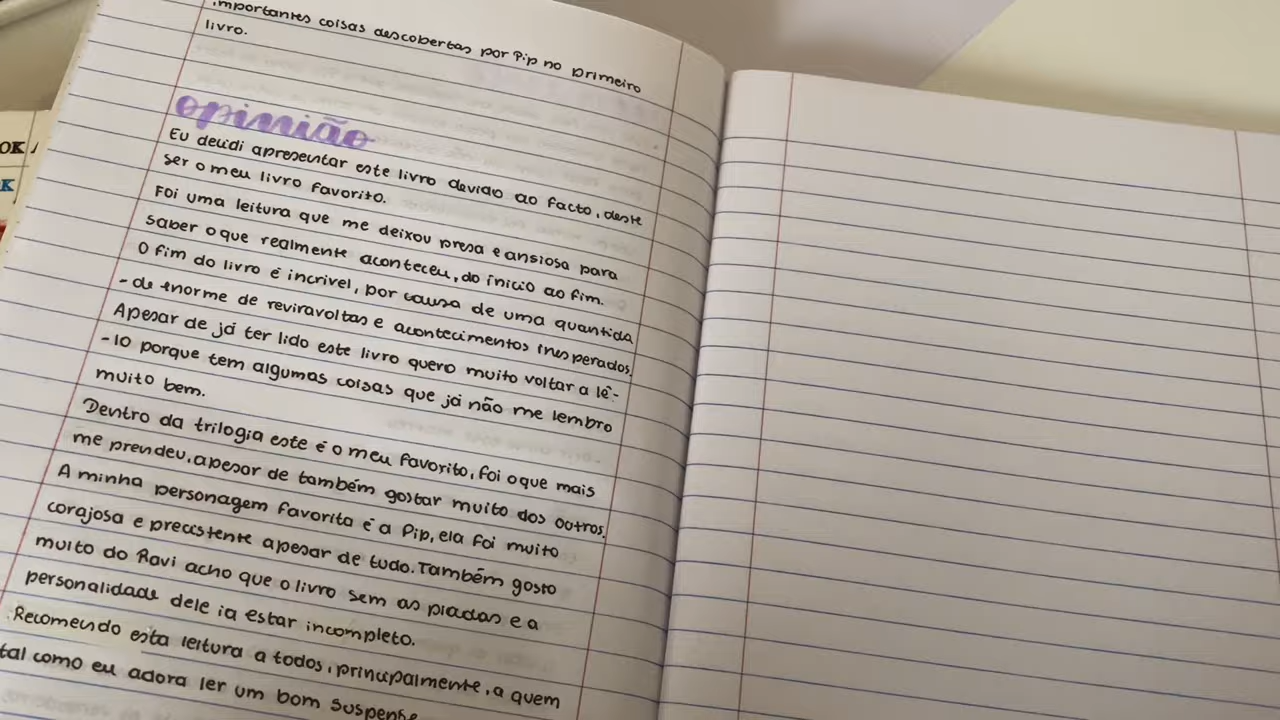 importantes coisas descobertas por Pip no primeiro
livro.
opinião
Eu decidi apresentar este livro devido ao facto, deste
ser o meu livro favorito.
Foi uma leitura que me deixou presa e ansiosa para
saber o que realmente aconteceu, do inicio ao fim.
O fim do livro é incrivel, por causa de uma quantida
-de enorme de reviravoltas e acontecimentos inesperados.
Apesar de já ter lido este livro quero muito voltar a lê-
-lo porque tem algumas coisas que já não me lembro
muito bem.
Dentro da trilogia este é o meu favorito, foi o que mais
me prendeu, apesar de também gostar muito dos outros.
A minha personagem favorita é a Pip, ela foi muito
corajosa e precistente apesar de tudo. Também gosto
muito do Ravi acho que o livro sem as piadas e a
personalidade dele ia estar incompleto.
Recomendo esta leitura a todos, principalmente, a quem
tal como eu adora ler um bom suspense
OK
K